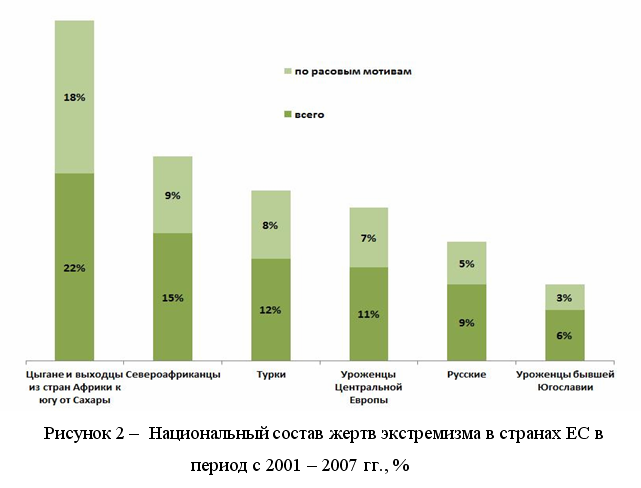 по расовым мотивам
всего
18%
22%
9%
15%
8%
12%
7%
11%
5%
9%
3%
6%
Цыгане и выходцы
из стран Африки к
югу от Сахары
Североафриканцы
Турки
Уроженцы
Центральной
Европы
Русские
Уроженцы бывшей
Югославии
Рисунок 2 – Национальный состав жертв экстремизма в странах ЕС в
период с 2001 – 2007 гг., %